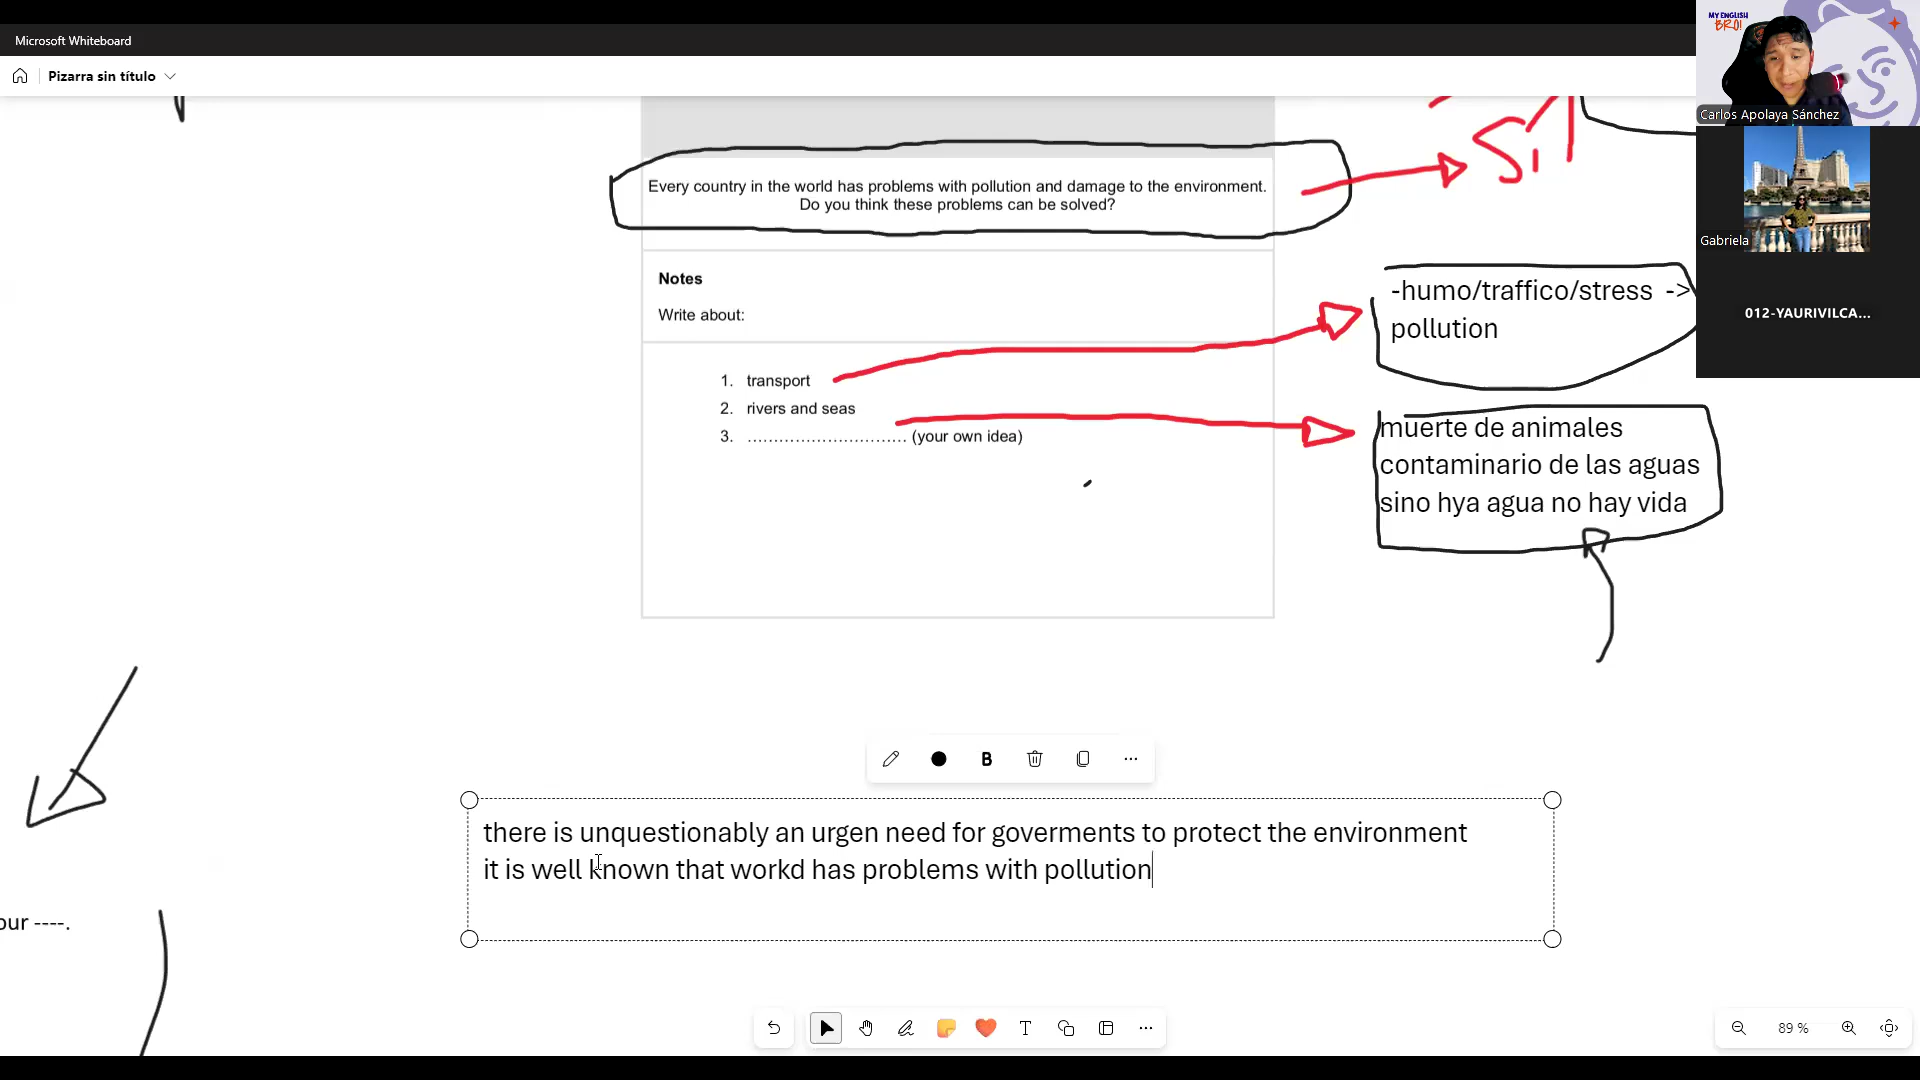 Microsoft Whiteboard
Pizarra sin título
MY ENGLISH
BRO!
Carlos Apolaya Sánchez
Gabriela
012-YAURIVILCA...
Si
Every country in the world has problems with pollution and damage to the environment.
Do you think these problems can be solved?
Notes
Write about:
1. transport
2. rivers and seas
3. ............................ (your own idea)
-humo/traffico/stress ->
pollution
muerte de animales
contaminario de las aguas
sino hya agua no hay vida
B
there is unquestionably an urgen need for goverments to protect the environment
it is well known that workd has problems with pollution
our ----.
T
89 %